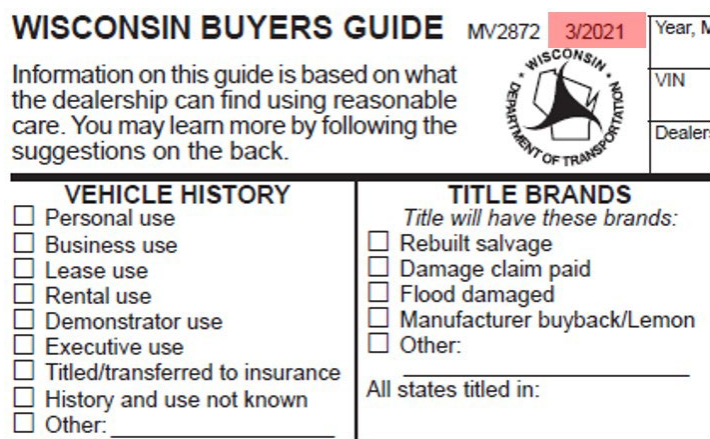 WISCONSIN BUYERS GUIDE MV2872 3/2021
Year, M
Information on this guide is based on what
the dealership can find using reasonable
care. You may learn more by following the
suggestions on the back.
WISCONSIN
DEPARTMENT OF TRANSPORTATION
VIN
Dealers
VEHICLE HISTORY
Personal use
Business use
Lease use
Rental use
Demonstrator use
Executive use
Titled/transferred to insurance
History and use not known
Other:
TITLE BRANDS
Title will have these brands:
Rebuilt salvage
Damage claim paid
Flood damaged
Manufacturer buyback/Lemon
Other:
All states titled in: